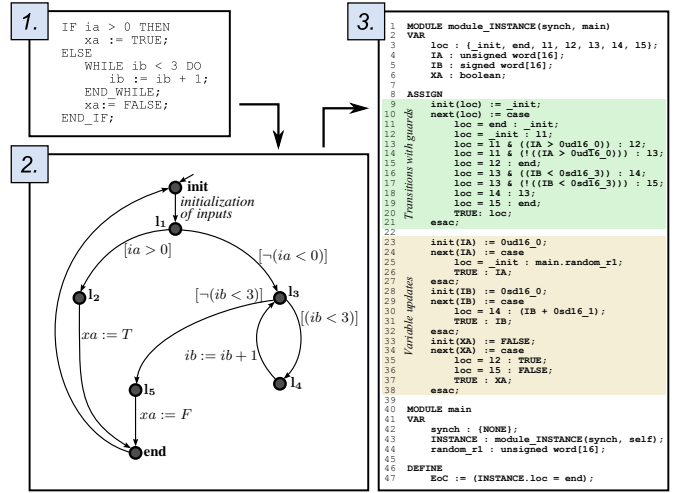 1.
IF ia > 0 THEN
xa := TRUE;
ELSE
WHILE ib < 3 DO
ib := ib + 1;
END_WHILE;
xa:= FALSE;
END_IF;
2.
init
initialization
of inputs
l1
[ia > 0]
[¬(ia < 0)]
l2
[¬(ib < 3)]
l3
[(ib < 3)]
xa := T
ib := ib + 1
l4
l5
xa := F
end
3.
1 MODULE module_INSTANCE(synch, main)
2 VAR
3 loc : {_init, end, l1, l2, l3, l4, l5};
4 IA : unsigned word[16];
5 IB : signed word[16];
6 XA : boolean;
7
8 ASSIGN
9 init(loc) := _init;
10 next(loc) := case
11 loc = end : _init;
12 loc = _init : l1;
13 loc = l1 & ((IA > 0ud16_0)) : l2;
14 loc = l1 & (!((IA > 0ud16_0))) : l3;
15 loc = l2 : end;
16 loc = l3 & ((IB < 0sd16_3)) : l4;
17 loc = l3 & (!((IB < 0sd16_3))) : l5;
18 loc = l4 : l3;
19 loc = l5 : end;
20 TRUE: loc;
21 esac;
Transitions with guards
22
23 init(IA) := 0ud16_0;
24 next(IA) := case
25 loc = _init : main.random_r1;
26 TRUE : IA;
27 esac;
28 init(IB) := 0sd16_0;
29 next(IB) := case
30 loc = l4 : (IB + 0sd16_1);
31 TRUE : IB;
32 esac;
33 init(XA) := FALSE;
34 next(XA) := case
35 loc = l2 : TRUE;
36 loc = l5 : FALSE;
37 TRUE : XA;
38 esac;
Variable updates
39
40 MODULE main
41 VAR
42 synch : {NONE};
43 INSTANCE : module_INSTANCE(synch, self);
44 random_r1 : unsigned word[16];
45
46 DEFINE
47 EoC := (INSTANCE.loc = end);